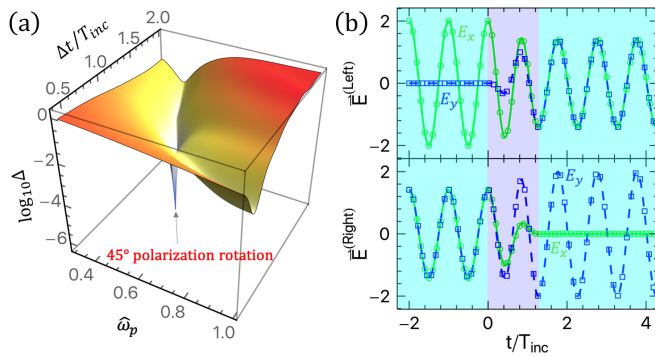 (a)
Δt/T_inc
2.0
1.5
1.0
0.5
0
−2
−4
−6
log₁₀Δ
45° polarization rotation
0.4
0.6
0.8
1.0
ω̂_p
(b)
2
0
−2
E⃗^(Left)
E_x
E_y
2
0
−2
E⃗^(Right)
E_y
E_x
−2 0 2 4
t/T_inc